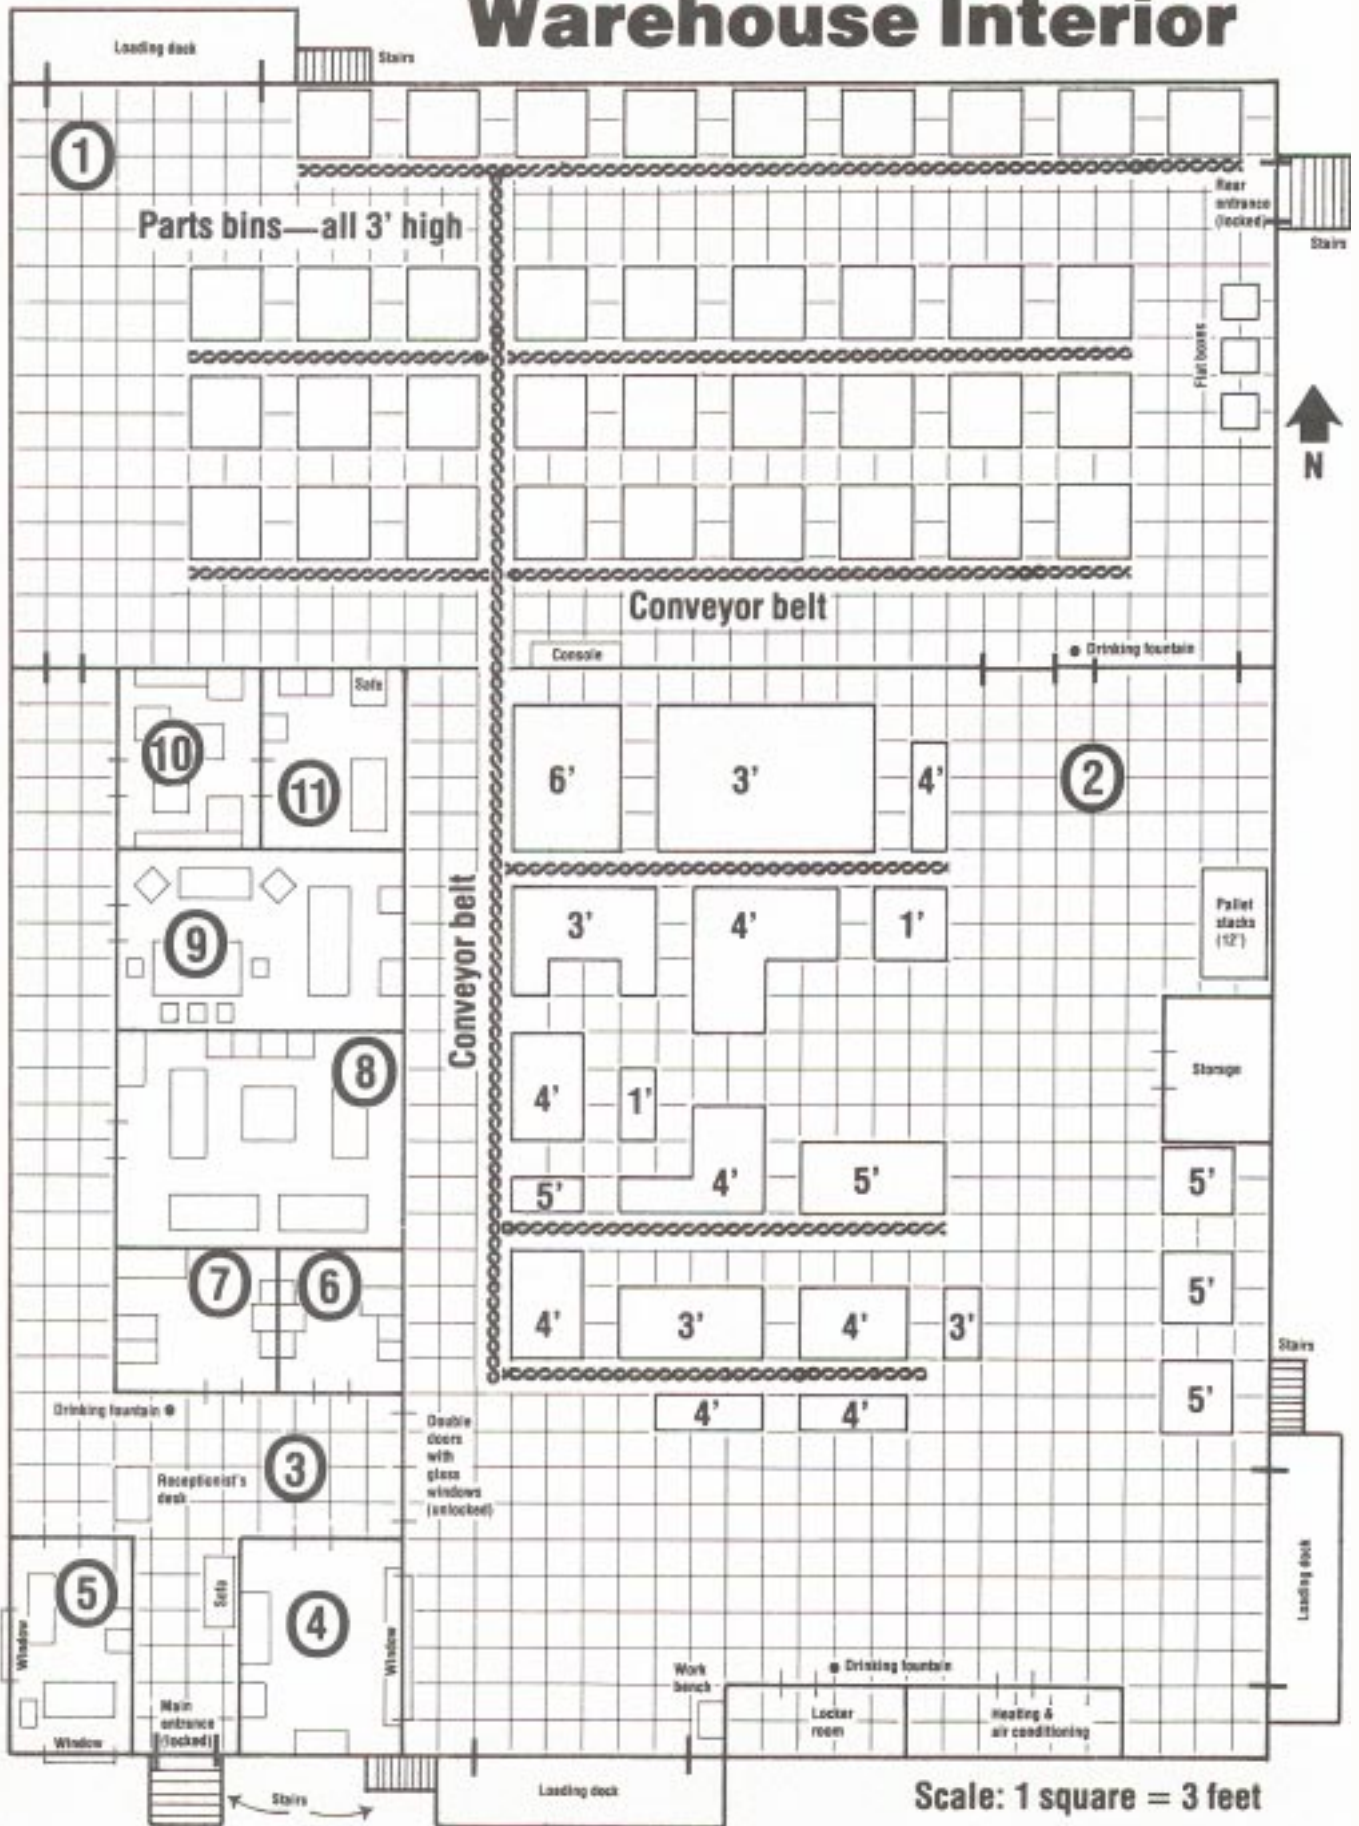 Warehouse Interior
Loading dock
Stairs
1
Parts bins—all 3' high
Rear
entrance
(locked)
Stairs
Flat boxes
N
Conveyor belt
Console
Drinking fountain
Safe
10
11
6'
3'
4'
2
Conveyor belt
9
3'
4'
1'
Pallet
stacks
(12')
8
4'
1'
Storage
5'
4'
5'
5'
7
6
4'
3'
4'
3'
5'
Stairs
Drinking fountain
4'
4'
5'
Double
doors
with
glass
windows
(unlocked)
3
Receptionist's
desk
5
Sofa
4
Window
Window
Loading dock
Work
bench
Drinking fountain
Main
entrance
(locked)
Locker
room
Heating &
air conditioning
Window
Stairs
Loading dock
Scale: 1 square = 3 feet